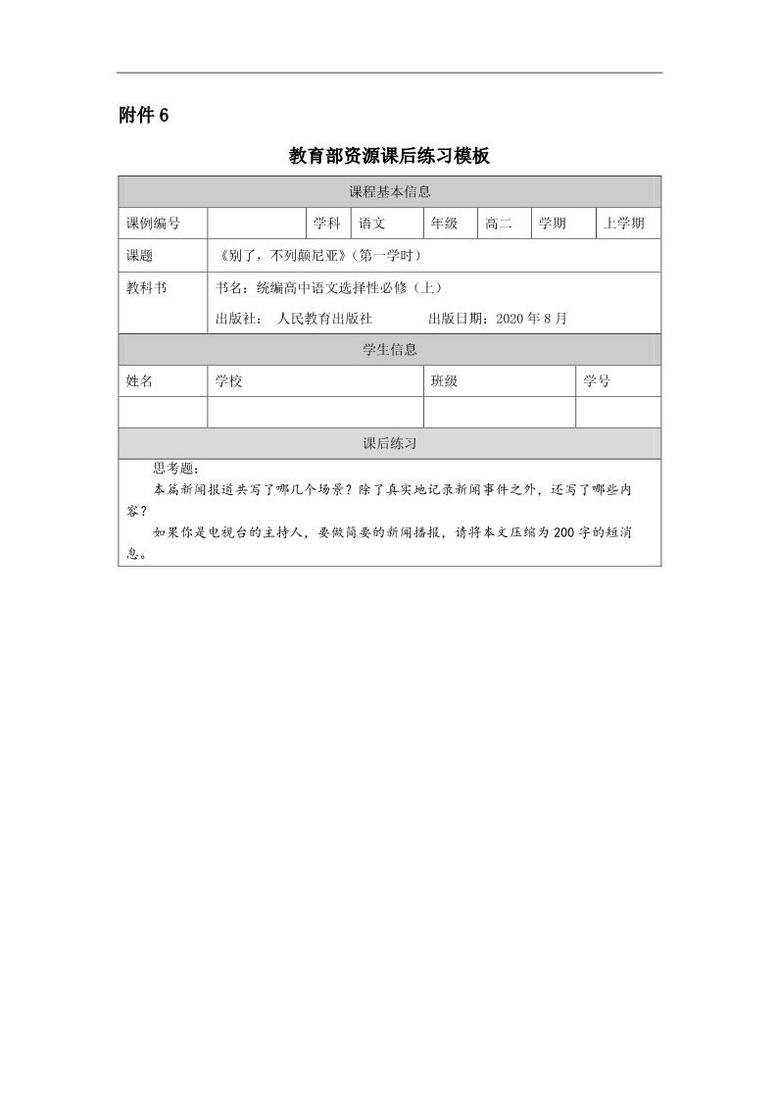 附件 6
教育部资源课后练习模板
课程基本信息
课例编号 学科 语文 年级 高二 学期 上学期
课题 《别了，不列颠尼亚》（第一学时）
教科书 书名：统编高中语文选择性必修（上）
出版社： 人民教育出版社 出版日期：2020 年 8 月
学生信息
姓名 学校 班级 学号
课后练习
思考题：
本篇新闻报道共写了哪几个场景？除了真实地记录新闻事件之外，还写了哪些内
容？
如果你是电视台的主持人，要做简要的新闻播报，请将本文压缩为 200 字的短消
息。